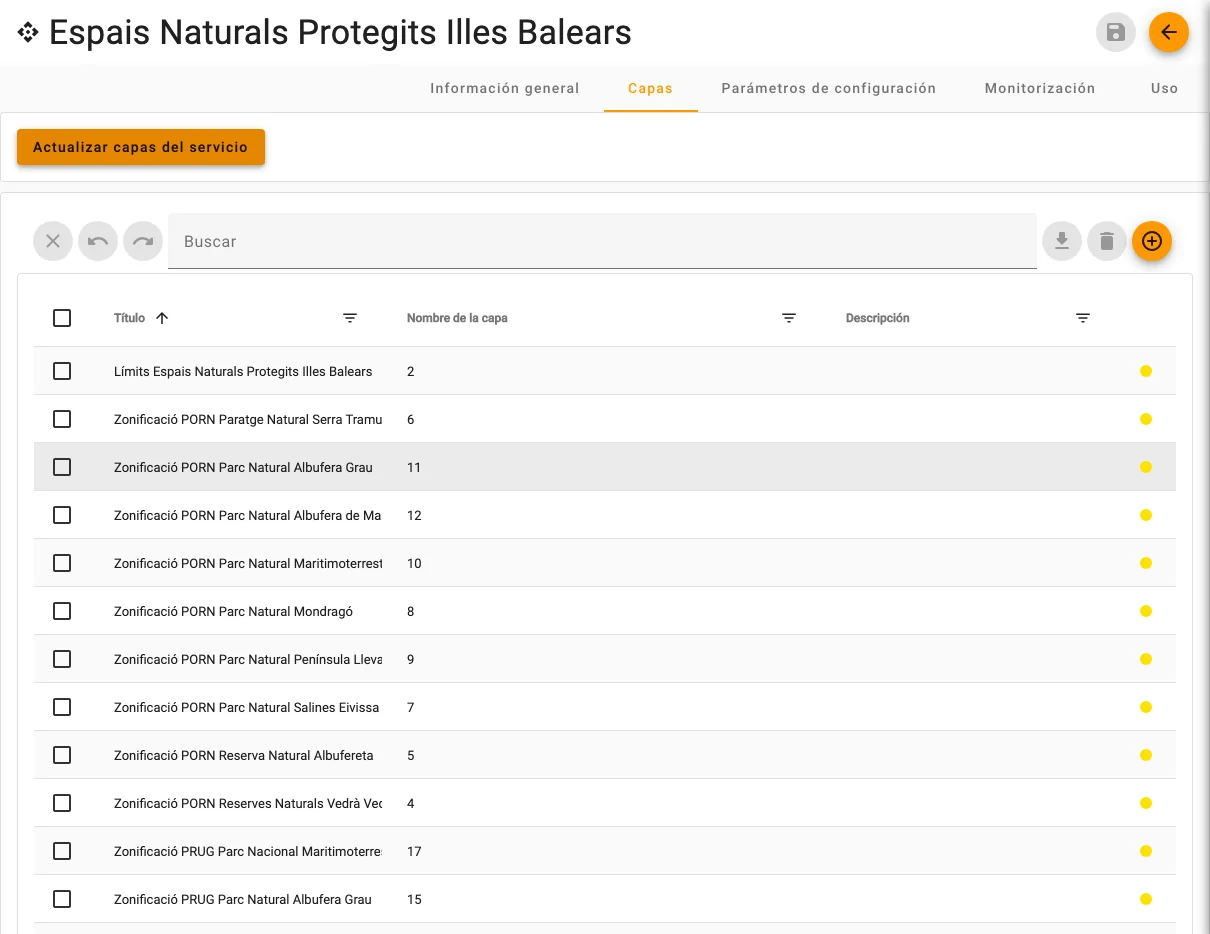 Espais Naturals Protegits Illes Balears
Información general Capas Parámetros de configuración Monitorización Uso
Actualizar capas del servicio
Buscar
Título Nombre de la capa Descripción
Límits Espais Naturals Protegits Illes Balears 2
Zonificació PORN Paratge Natural Serra Tramu 6
Zonificació PORN Parc Natural Albufera Grau 11
Zonificació PORN Parc Natural Albufera de Ma 12
Zonificació PORN Parc Natural Maritimoterrest 10
Zonificació PORN Parc Natural Mondragó 8
Zonificació PORN Parc Natural Península Lleva 9
Zonificació PORN Parc Natural Salines Eivissa 7
Zonificació PORN Reserva Natural Albufereta 5
Zonificació PORN Reserves Naturals Vedrà Ved 4
Zonificació PRUG Parc Nacional Maritimoterre 17
Zonificació PRUG Parc Natural Albufera Grau 15